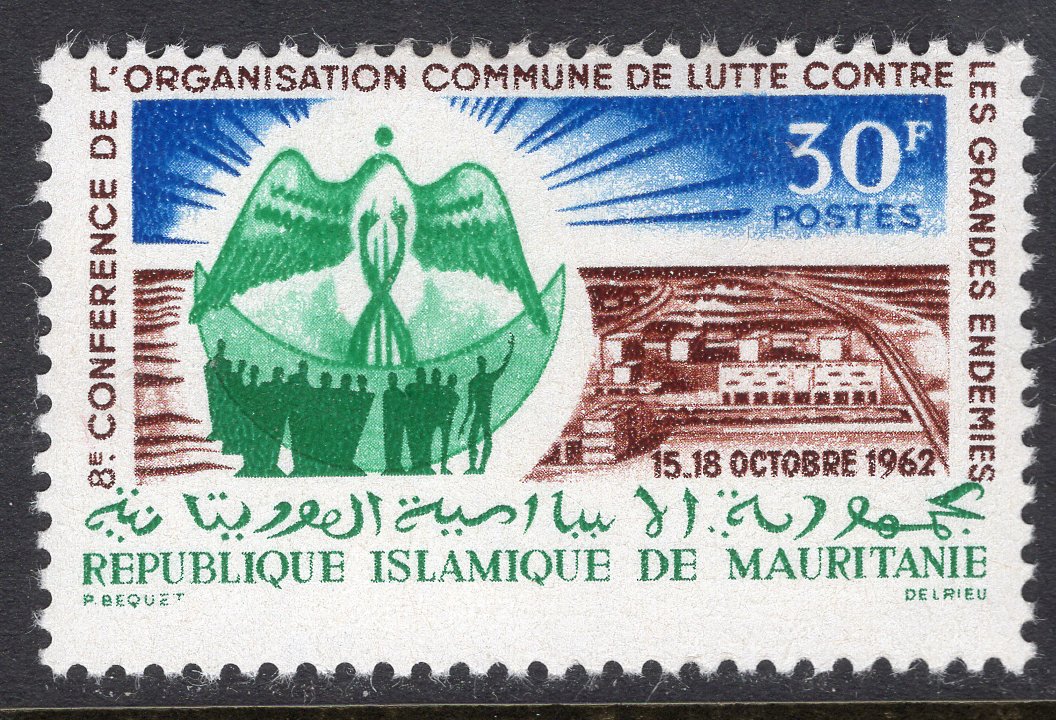 8E. CONFERENCE DE L'ORGANISATION COMMUNE DE LUTTE CONTRE LES GRANDES ENDEMIES
30F
POSTES
15-18 OCTOBRE 1962
الجمهورية الإسلامية الموريتانية
REPUBLIQUE ISLAMIQUE DE MAURITANIE
P. BEQUET
DELRIEU